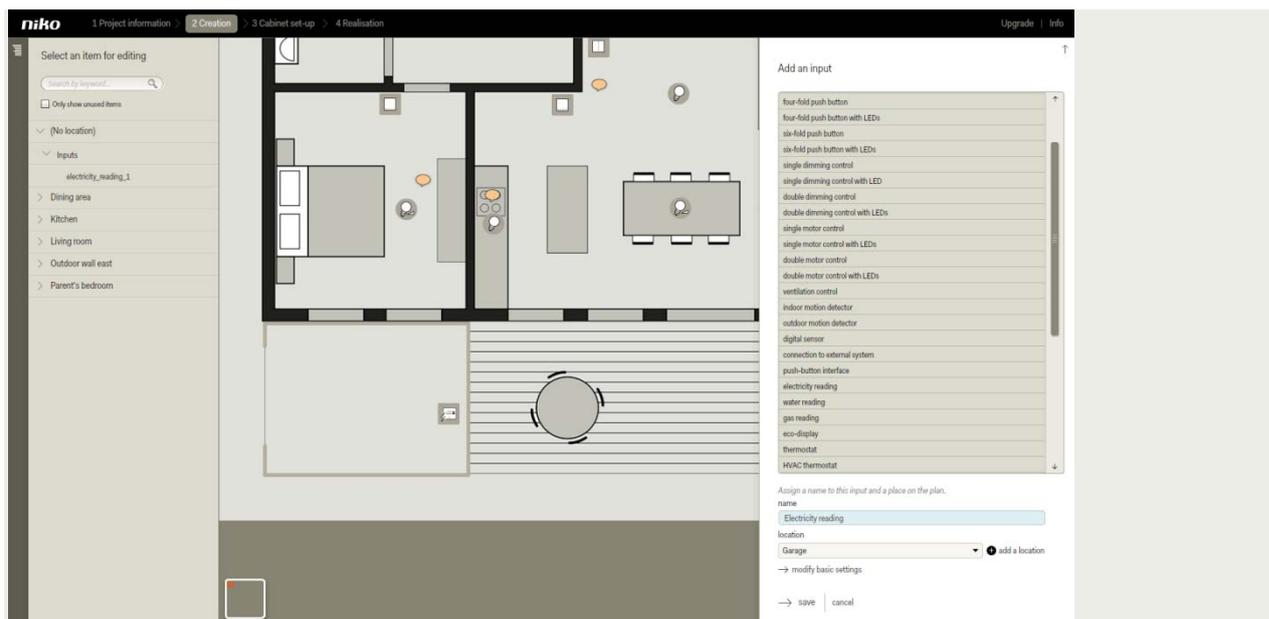 niko
1 Project information > 2 Creation > 3 Cabinet set-up > 4 Realisation
Upgrade | Info
Select an item for editing
Search by keyword...
Only show unused items
(No location)
Inputs
electricity_reading_1
Dining area
Kitchen
Living room
Outdoor wall east
Parent's bedroom
Add an input
four-fold push button
four-fold push button with LEDs
six-fold push button
six-fold push button with LEDs
single dimming control
single dimming control with LED
double dimming control
double dimming control with LEDs
single motor control
single motor control with LEDs
double motor control
double motor control with LEDs
ventilation control
indoor motion detector
outdoor motion detector
digital sensor
connection to external system
push-button interface
electricity reading
water reading
gas reading
eco-display
thermostat
HVAC thermostat
Assign a name to this input and a place on the plan.
name
Electricity reading
location
Garage
add a location
modify basic settings
save | cancel